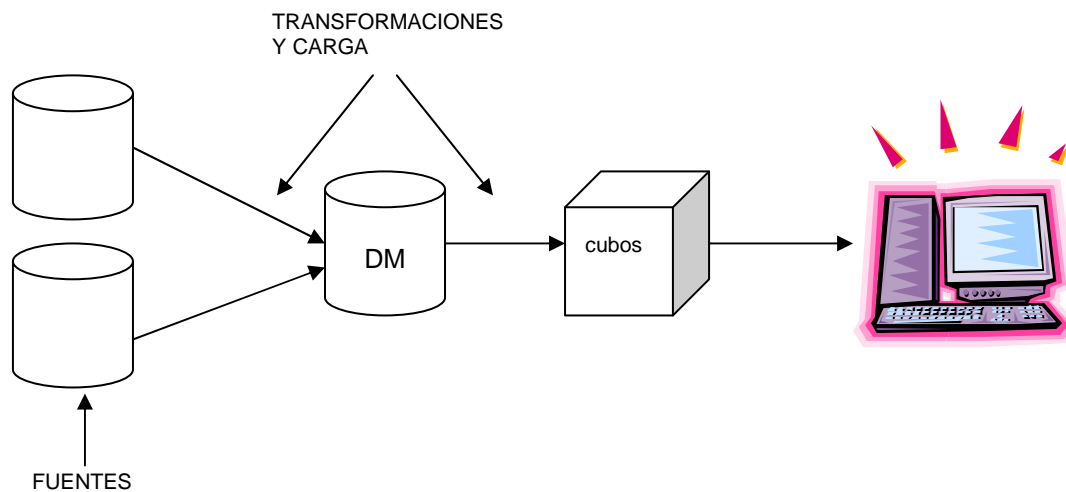 TRANSFORMACIONES
Y CARGA
DM
cubos
FUENTES